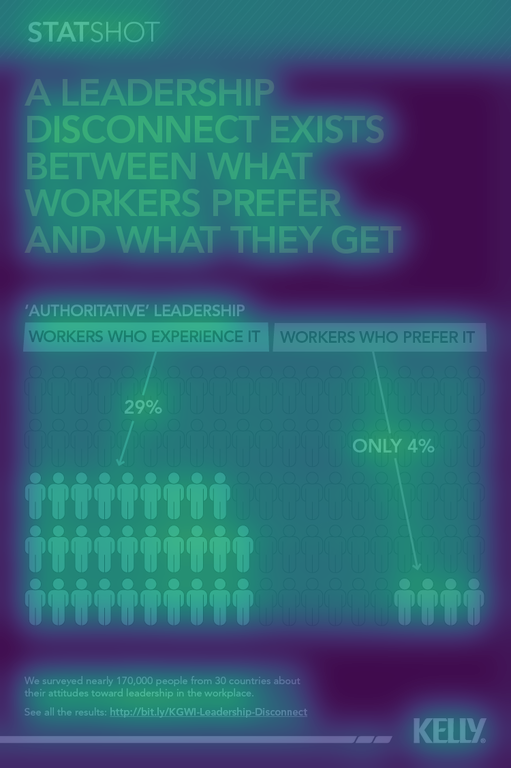 STATSHOT
A LEADERSHIP
DISCONNECT EXISTS
BETWEEN WHAT
WORKERS PREFER
AND WHAT THEY GET
'AUTHORITATIVE' LEADERSHIP
WORKERS WHO EXPERIENCE IT
WORKERS WHO PREFER IT
29%
ONLY 4%
We surveyed nearly 170,000 people from 30 countries about
their attitudes toward leadership in the workplace.
See all the results: http://bit.ly/KGWI-Leadership-Disconnect
KELLY.